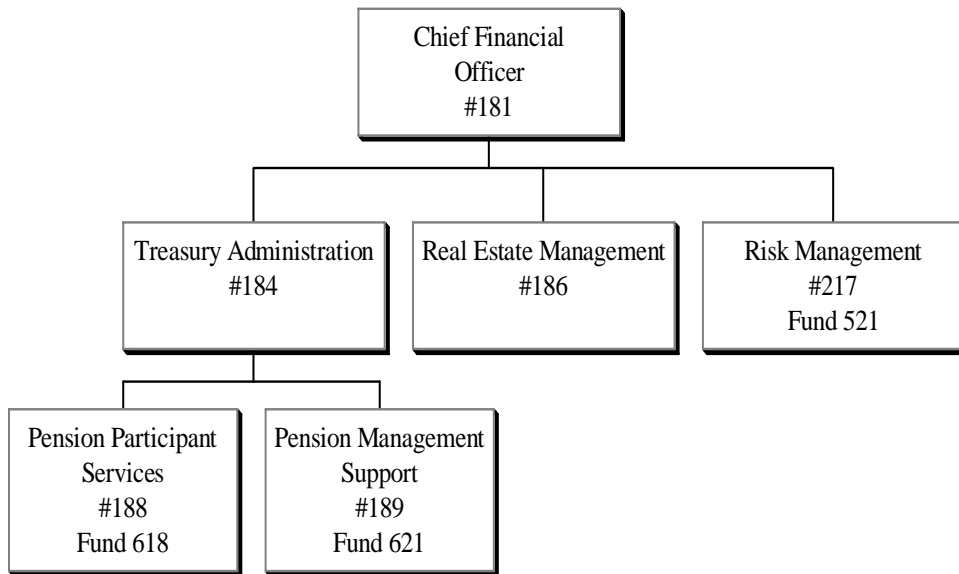 Chief Financial
Officer
#181
Treasury Administration
#184
Real Estate Management
#186
Risk Management
#217
Fund 521
Pension Participant
Services
#188
Fund 618
Pension Management
Support
#189
Fund 621